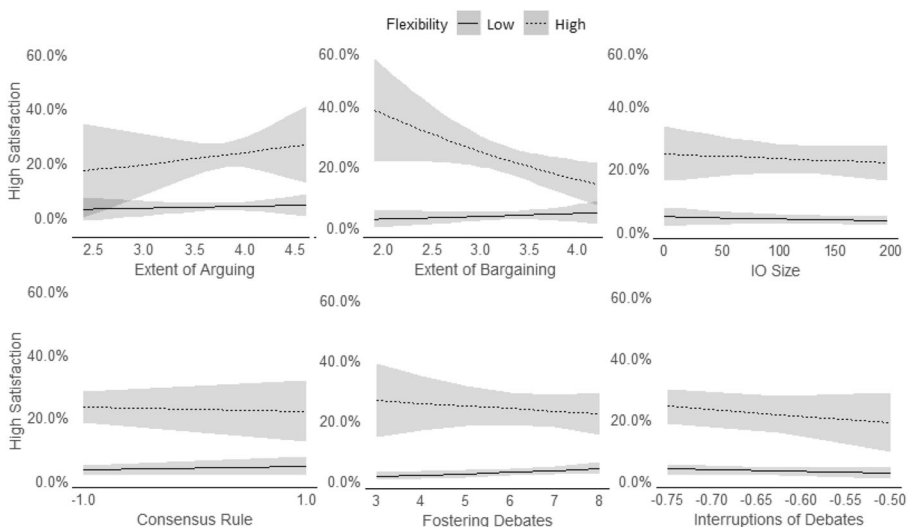 Flexibility Low High
High Satisfaction
60.0%
40.0%
20.0%
0.0%
2.5 3.0 3.5 4.0 4.5
Extent of Arguing
60.0%
40.0%
20.0%
0.0%
2.0 2.5 3.0 3.5 4.0
Extent of Bargaining
60.0%
40.0%
20.0%
0.0%
0 50 100 150 200
IO Size
High Satisfaction
60.0%
40.0%
20.0%
0.0%
-1.0 1.0
Consensus Rule
60.0%
40.0%
20.0%
0.0%
3 4 5 6 7 8
Fostering Debates
60.0%
40.0%
20.0%
0.0%
-0.75 -0.70 -0.65 -0.60 -0.55 -0.50
Interruptions of Debates